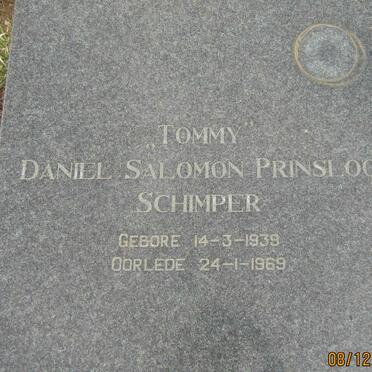 „TOMMY"
DANIEL SALOMON PRINSLOO
SCHIMPER
GEBORE 14-3-1939
OORLEDE 24-1-1969
08/12